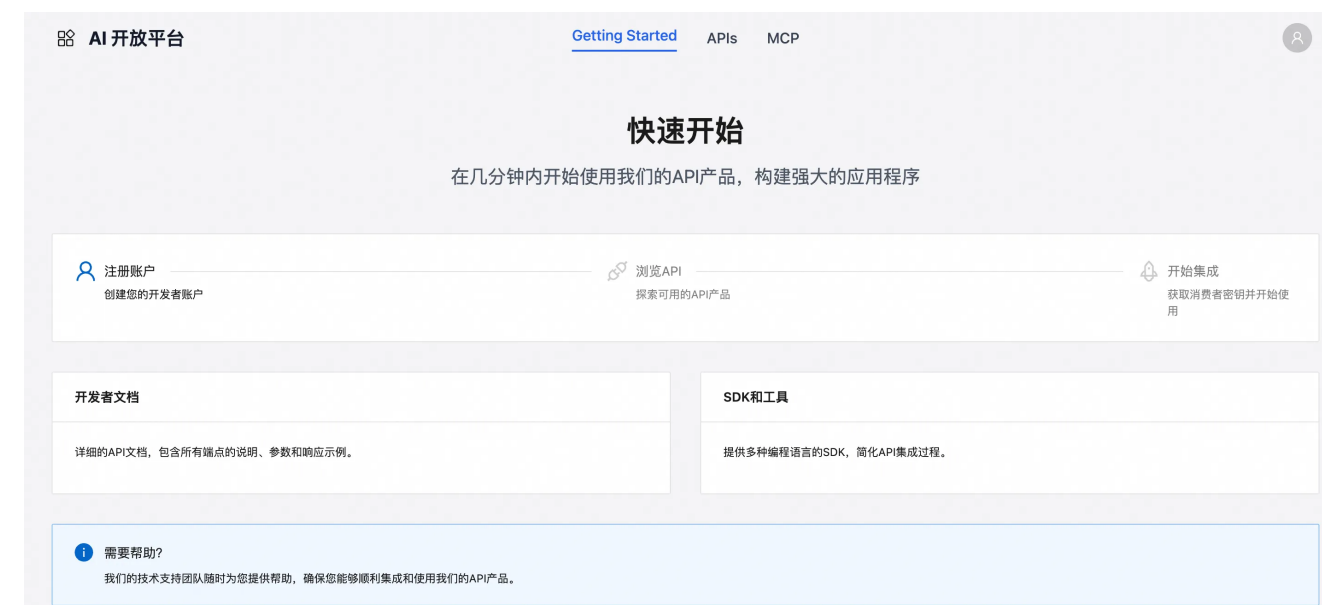 AI 开放平台
Getting Started
APIs
MCP
快速开始
在几分钟内开始使用我们的API产品，构建强大的应用程序
注册账户
创建您的开发者账户
浏览API
探索可用的API产品
开始集成
获取消费者密钥并开始使
用
开发者文档
详细的API文档，包含所有端点的说明、参数和响应示例。
SDK和工具
提供多种编程语言的SDK，简化API集成过程。
需要帮助?
我们的技术支持团队随时为您提供帮助，确保您能够顺利集成和使用我们的API产品。